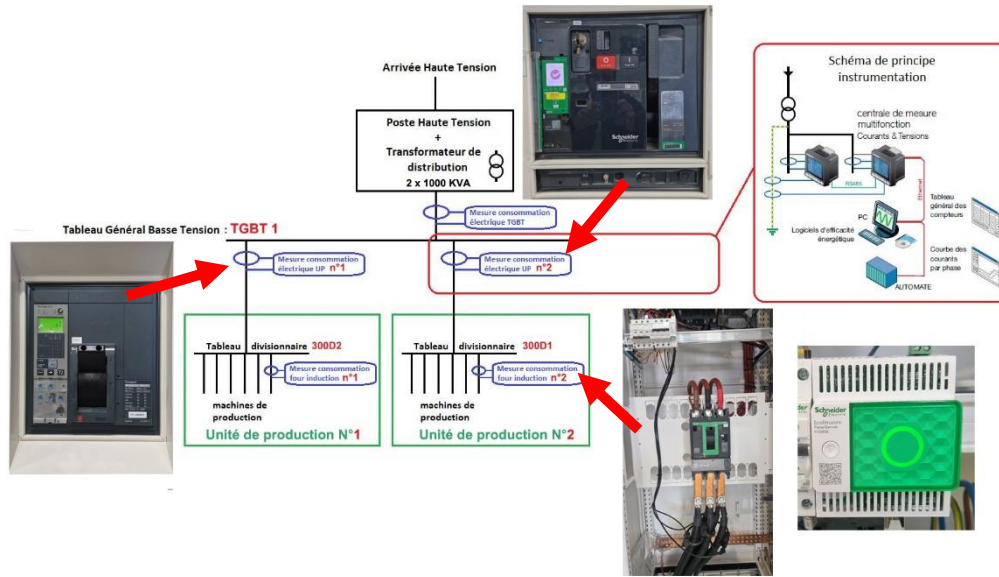 Arrivée Haute Tension
Poste Haute Tension
+
Transformateur de
distribution
2 x 1000 KVA
Mesure consommation
électrique TGBT
Tableau Général Basse Tension : TGBT 1
Mesure consommation
électrique UP n°1
Mesure consommation
électrique UP n°2
Tableau divisionnaire 300D2
Mesure consommation
four induction n°1
machines de
production
Unité de production N°1
Tableau divisionnaire 300D1
Mesure consommation
four induction n°2
machines de
production
Unité de production N°2
Schneider
Schéma de principe
instrumentation
centrale de mesure
multifonction
Courants & Tensions
RS485
Ethernet
PC
Logiciels d'efficacité
énergétique
Tableau
général des
compteurs
Courbe des
courants
par phase
AUTOMATE
Schneider
Electric